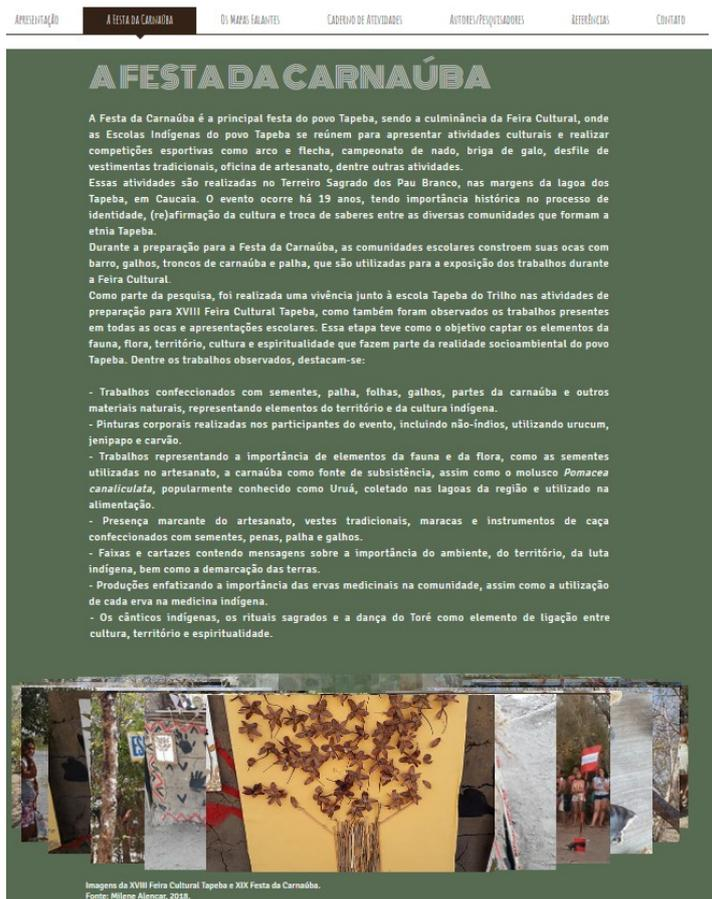 Apresentação
A Festa da Carnaúba
Os Mapas Falantes
Caderno de Atividades
Autores/Pesquisadores
Referências
Contato
A FESTA DA CARNAÚBA
A Festa da Carnaúba é a principal festa do povo Tapeba, sendo a culminância da Feira Cultural, onde
as Escolas Indígenas do povo Tapeba se reúnem para apresentar atividades culturais e realizar
competições esportivas como arco e flecha, campeonato de nado, briga de galo, desfile de
vestimentas tradicionais, oficina de artesanato, dentre outras atividades.
Essas atividades são realizadas no Terreiro Sagrado dos Pau Branco, nas margens da lagoa dos
Tapeba, em Caucaia. O evento ocorre há 19 anos, tendo importância histórica no processo de
identidade, (re)afirmação da cultura e troca de saberes entre as diversas comunidades que formam a
etnia Tapeba.
Durante a preparação para a Festa da Carnaúba, as comunidades escolares constroem suas ocas com
barro, galhos, troncos de carnaúba e palha, que são utilizadas para a exposição dos trabalhos durante
a Feira Cultural.
Como parte da pesquisa, foi realizada uma vivência junto à escola Tapeba do Trilho nas atividades de
preparação para XVIII Feira Cultural Tapeba, como também foram observados os trabalhos presentes
em todas as ocas e apresentações escolares. Essa etapa teve como o objetivo captar os elementos da
fauna, flora, território, cultura e espiritualidade que fazem parte da realidade socioambiental do povo
Tapeba. Dentre os trabalhos observados, destacam-se:
- Trabalhos confeccionados com sementes, palha, folhas, galhos, partes da carnaúba e outros
materiais naturais, representando elementos do território e da cultura indígena.
- Pinturas corporais realizadas nos participantes do evento, incluindo não-índios, utilizando urucum,
jenipapo e carvão.
- Trabalhos representando a importância de elementos da fauna e da flora, como as sementes
utilizadas no artesanato, a carnaúba como fonte de subsistência, assim como o molusco Pomacea
canaliculata, popularmente conhecido como Uruá, coletado nas lagoas da região e utilizado na
alimentação.
- Presença marcante do artesanato, vestes tradicionais, maracas e instrumentos de caça
confeccionados com sementes, penas, palha e galhos.
- Faixas e cartazes contendo mensagens sobre a importância do ambiente, do território, da luta
indígena, bem como a demarcação das terras.
- Produções enfatizando a importância das ervas medicinais na comunidade, assim como a utilização
de cada erva na medicina indígena.
- Os cânticos indígenas, os rituais sagrados e a dança do Toré como elemento de ligação entre
cultura, território e espiritualidade.
Imagens da XVIII Feira Cultural Tapeba e XIX Festa da Carnaúba.
Fonte: Milene Alencar, 2018.